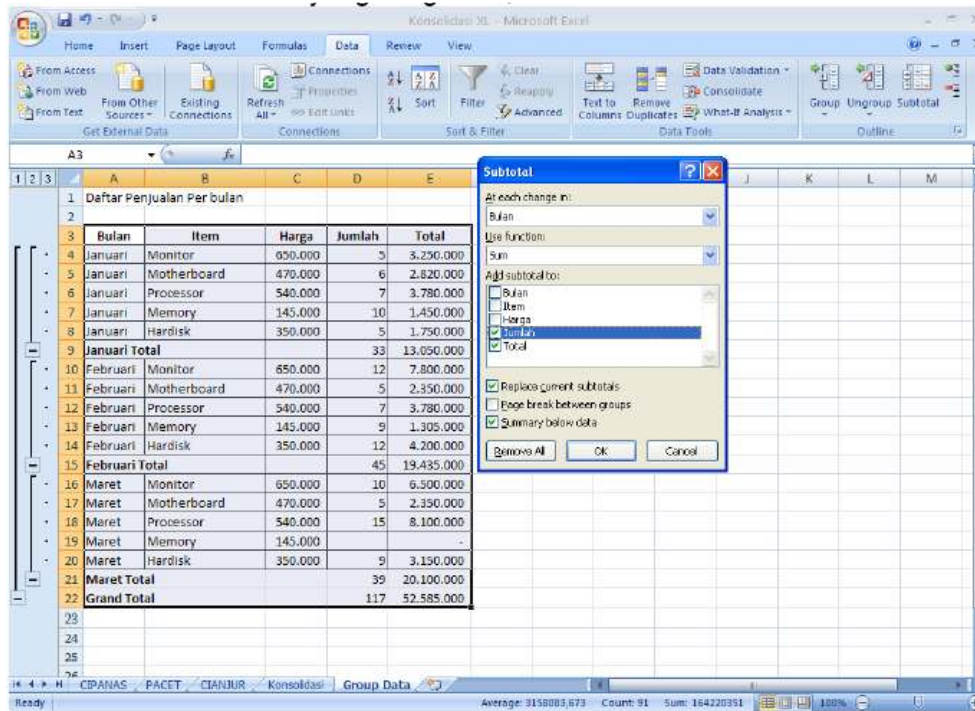 Konsolidasi XL - Microsoft Excel
Home Insert Page Layout Formulas Data Review View
From Access
From Web
From Text
From Other Sources
Existing Connections
Get External Data
Refresh All
Connections
Properties
Edit Links
Connections
Sort
Filter
Clear
Reapply
Advanced
Sort & Filter
Text to Columns
Remove Duplicates
Data Validation
Consolidate
What-If Analysis
Data Tools
Group Ungroup Subtotal
Outline
A3 fx
1 2 3 A B C D E J K L M
1 Daftar Penjualan Per bulan
2
3 Bulan Item Harga Jumlah Total
4 Januari Monitor 650.000 5 3.250.000
5 Januari Motherboard 470.000 6 2.820.000
6 Januari Processor 540.000 7 3.780.000
7 Januari Memory 145.000 10 1.450.000
8 Januari Hardisk 350.000 5 1.750.000
9 Januari Total 33 13.050.000
10 Februari Monitor 650.000 12 7.800.000
11 Februari Motherboard 470.000 5 2.350.000
12 Februari Processor 540.000 7 3.780.000
13 Februari Memory 145.000 9 1.305.000
14 Februari Hardisk 350.000 12 4.200.000
15 Februari Total 45 19.435.000
16 Maret Monitor 650.000 10 6.500.000
17 Maret Motherboard 470.000 5 2.350.000
18 Maret Processor 540.000 15 8.100.000
19 Maret Memory 145.000 -
20 Maret Hardisk 350.000 9 3.150.000
21 Maret Total 39 20.100.000
22 Grand Total 117 52.585.000
23
24
25
26
Subtotal
At each change in:
Bulan
Use function:
Sum
Add subtotal to:
Bulan
Item
Harga
Jumlah
Total
Replace current subtotals
Page break between groups
Summary below data
Remove All OK Cancel
CIPANAS PACET CIANJUR Konsolidasi Group Data
Ready Average: 3158083,673 Count: 91 Sum: 164220351 100%